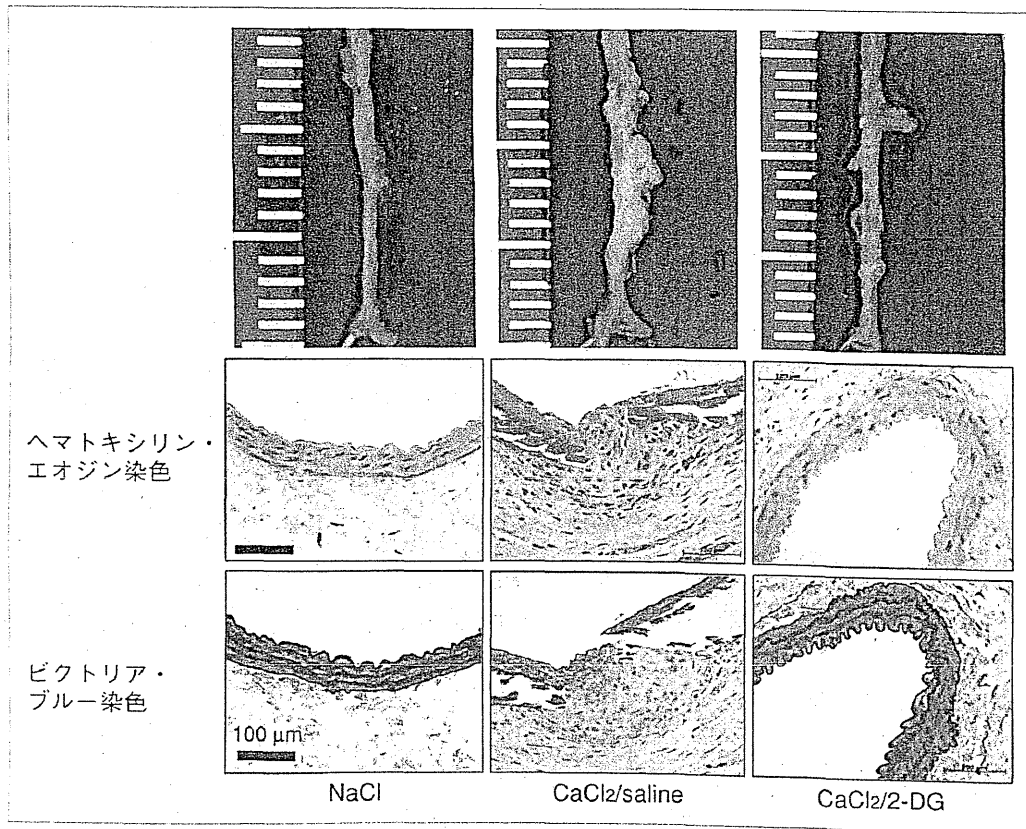 ヘマトキシリン・
エオジン染色
ビクトリア・
ブルー染色
100 μm
NaCl
CaCl2/saline
CaCl2/2-DG